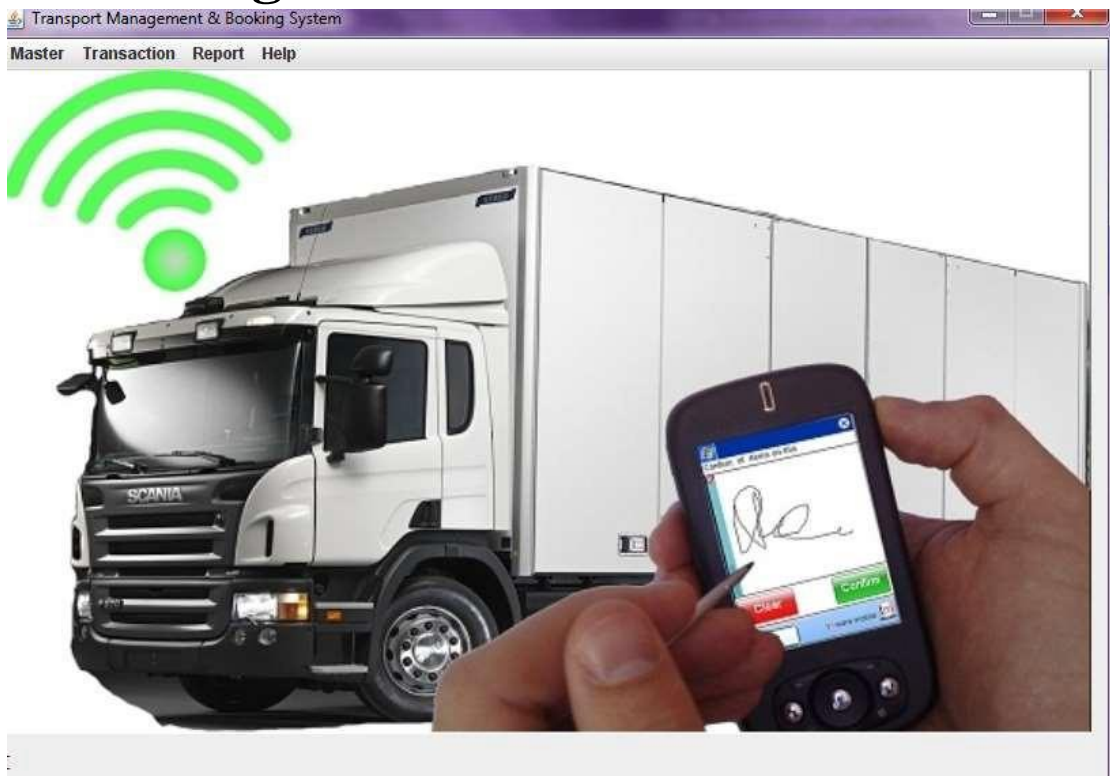 Transport Management & Booking System
Master Transaction Report Help
SCANIA
Clear
Confirm